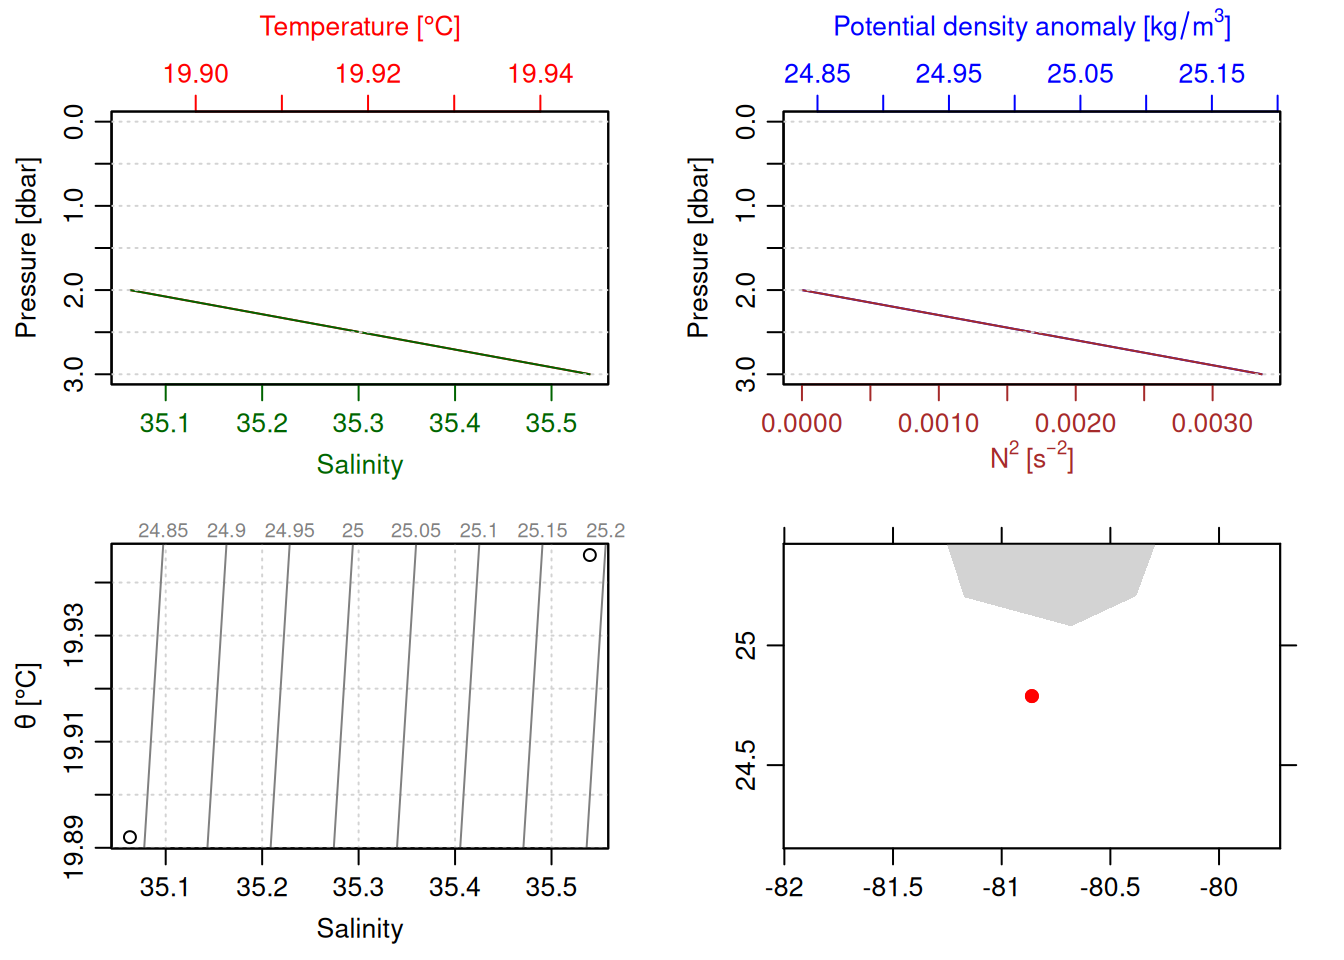 Temperature [°C]
19.90 19.92 19.94
Pressure [dbar]
0.0 1.0 2.0 3.0
35.1 35.2 35.3 35.4 35.5
Salinity
Potential density anomaly [kg/m³]
24.85 24.95 25.05 25.15
Pressure [dbar]
0.0 1.0 2.0 3.0
0.0000 0.0010 0.0020 0.0030
N² [s⁻²]
24.85 24.9 24.95 25 25.05 25.1 25.15 25.2
θ [°C]
19.89 19.91 19.93
35.1 35.2 35.3 35.4 35.5
Salinity
25
24.5
-82 -81.5 -81 -80.5 -80